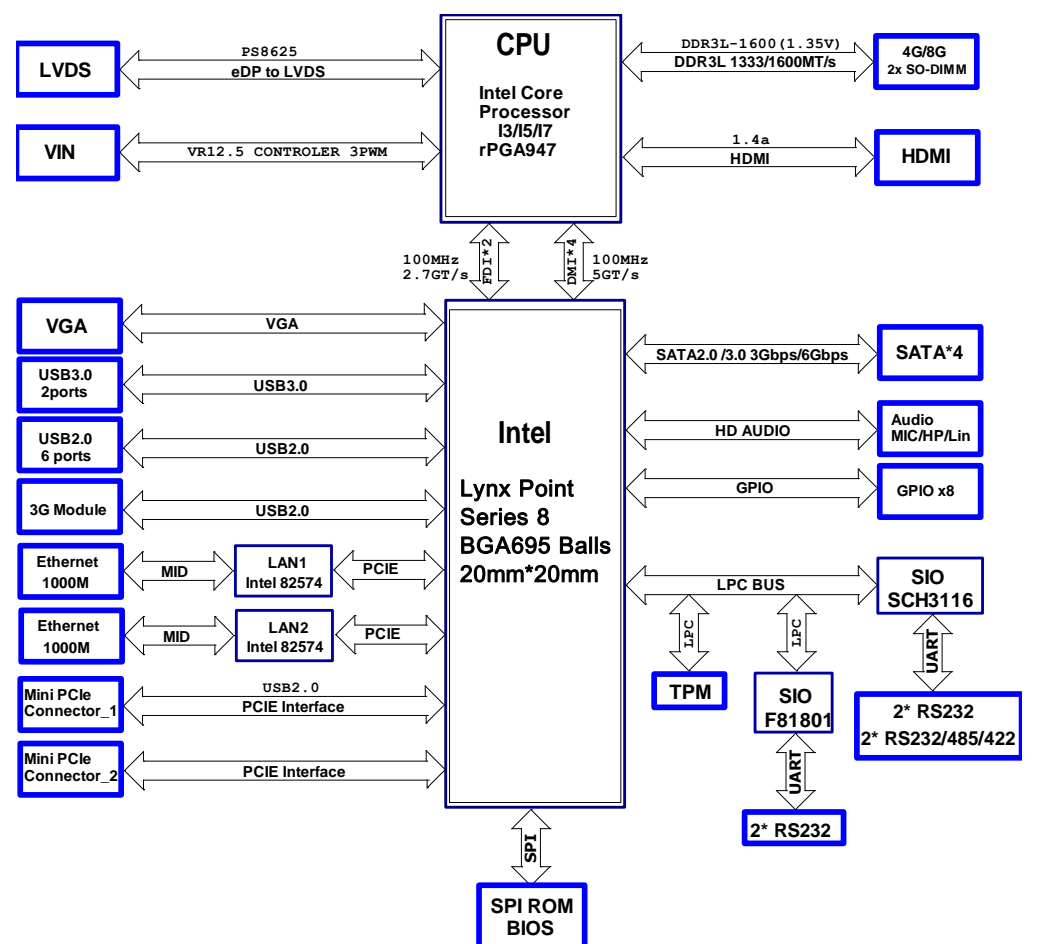 CPU
Intel Core
Processor
I3/I5/I7
rPGA947
LVDS
PS8625
eDP to LVDS
VIN
VR12.5 CONTROLER 3PWM
DDR3L-1600(1.35V)
DDR3L 1333/1600MT/s
4G/8G
2x SO-DIMM
1.4a
HDMI
HDMI
100MHz
2.7GT/s
FDI*2
DMI*4
100MHz
5GT/s
VGA
VGA
USB3.0
2ports
USB3.0
USB2.0
6 ports
USB2.0
3G Module
USB2.0
Ethernet
1000M
MID
LAN1
Intel 82574
PCIE
Ethernet
1000M
MID
LAN2
Intel 82574
PCIE
Mini PCIe
Connector_1
USB2.0
PCIE Interface
Mini PCIe
Connector_2
PCIE Interface
Intel
Lynx Point
Series 8
BGA695 Balls
20mm*20mm
SATA2.0 /3.0 3Gbps/6Gbps
SATA*4
HD AUDIO
Audio
MIC/HP/Lin
GPIO
GPIO x8
LPC BUS
SIO
SCH3116
LPC
LPC
UART
TPM
SIO
F81801
2* RS232
2* RS232/485/422
UART
2* RS232
SPI
SPI ROM
BIOS